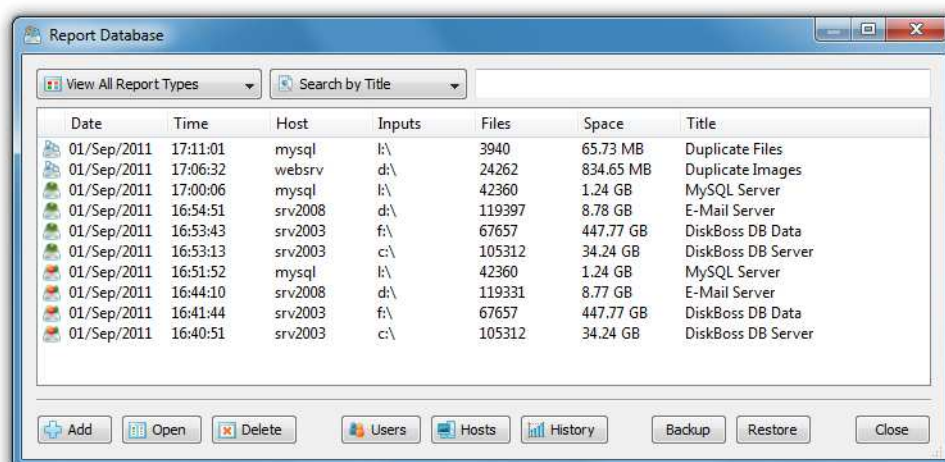 Report Database
View All Report Types Search by Title
Date Time Host Inputs Files Space Title
01/Sep/2011 17:11:01 mysql l:\ 3940 65.73 MB Duplicate Files
01/Sep/2011 17:06:32 websrv d:\ 24262 834.65 MB Duplicate Images
01/Sep/2011 17:00:06 mysql l:\ 42360 1.24 GB MySQL Server
01/Sep/2011 16:54:51 srv2008 d:\ 119397 8.78 GB E-Mail Server
01/Sep/2011 16:53:43 srv2003 f:\ 67657 447.77 GB DiskBoss DB Data
01/Sep/2011 16:53:13 srv2003 c:\ 105312 34.24 GB DiskBoss DB Server
01/Sep/2011 16:51:52 mysql l:\ 42360 1.24 GB MySQL Server
01/Sep/2011 16:44:10 srv2008 d:\ 119331 8.77 GB E-Mail Server
01/Sep/2011 16:41:44 srv2003 f:\ 67657 447.77 GB DiskBoss DB Data
01/Sep/2011 16:40:51 srv2003 c:\ 105312 34.24 GB DiskBoss DB Server
Add Open Delete Users Hosts History Backup Restore Close